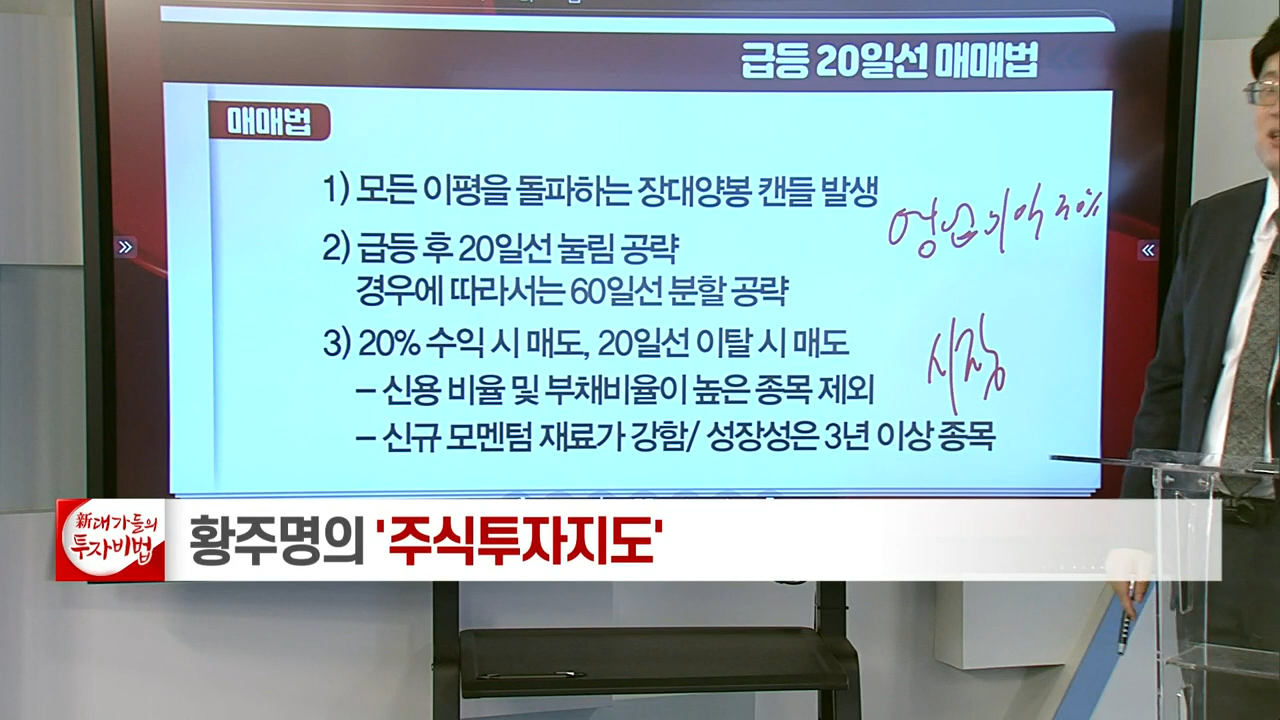 급등 20일선 매매법
매매법
1) 모든 이평을 돌파하는 장대양봉 캔들 발생
2) 급등 후 20일선 눌림 공략
경우에 따라서는 60일선 분할 공략
3) 20% 수익 시 매도, 20일선 이탈 시 매도
– 신용 비율 및 부채비율이 높은 종목 제외
– 신규 모멘텀 재료가 강함/ 성장성은 3년 이상 종목
시장
新대가들의
투자비법
황주명의 '주식투자지도'